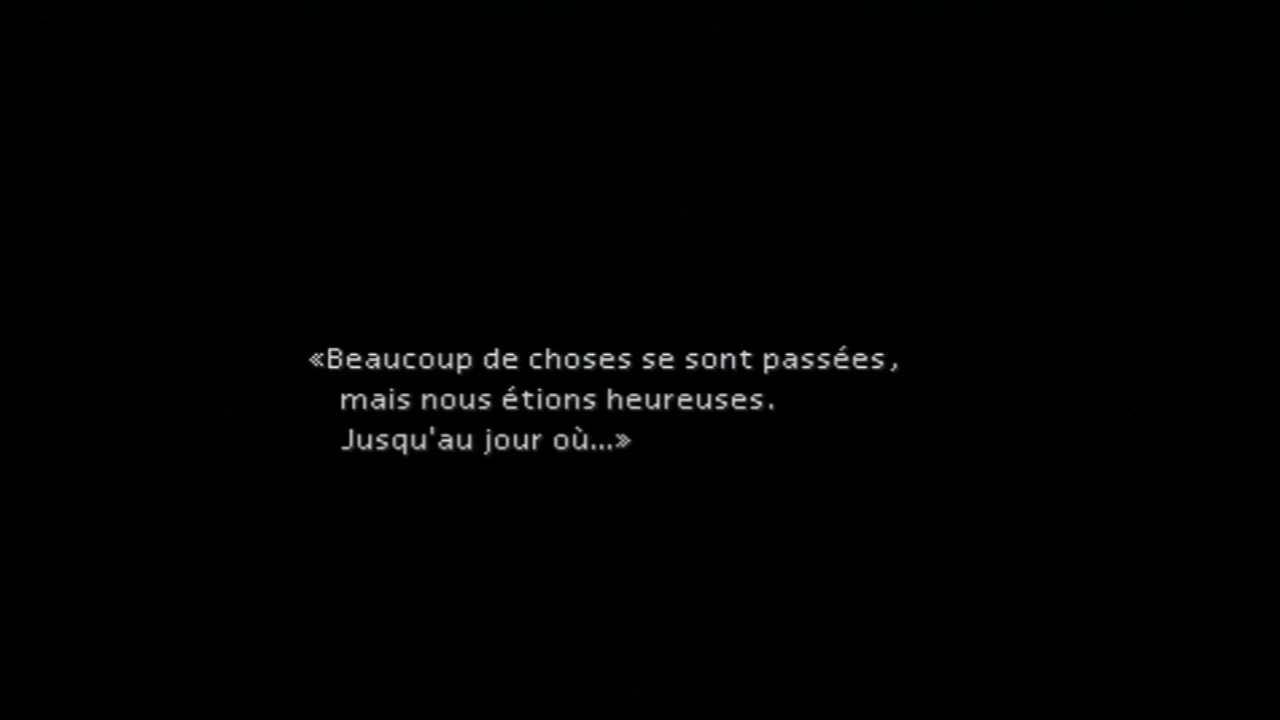 «Beaucoup de choses se sont passées,
mais nous étions heureuses.
Jusqu'au jour où...»